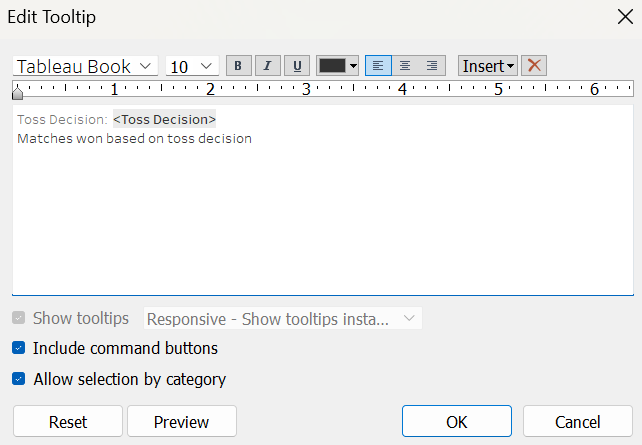 Edit Tooltip
Tableau Book 10 B I U Insert
1 2 3 4 5 6
Toss Decision: <Toss Decision>
Matches won based on toss decision
Show tooltips Responsive - Show tooltips insta...
Include command buttons
Allow selection by category
Reset Preview OK Cancel